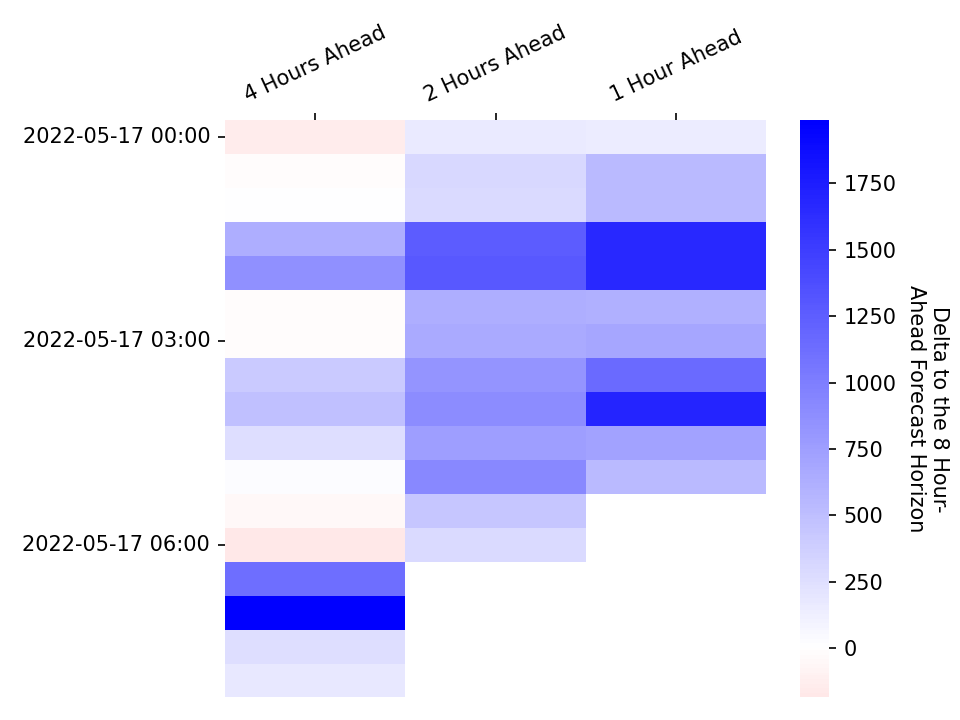 4 Hours Ahead
2 Hours Ahead
1 Hour Ahead
2022-05-17 00:00
2022-05-17 03:00
2022-05-17 06:00
1750
1500
1250
1000
750
500
250
0
Delta to the 8 Hour-
Ahead Forecast Horizon